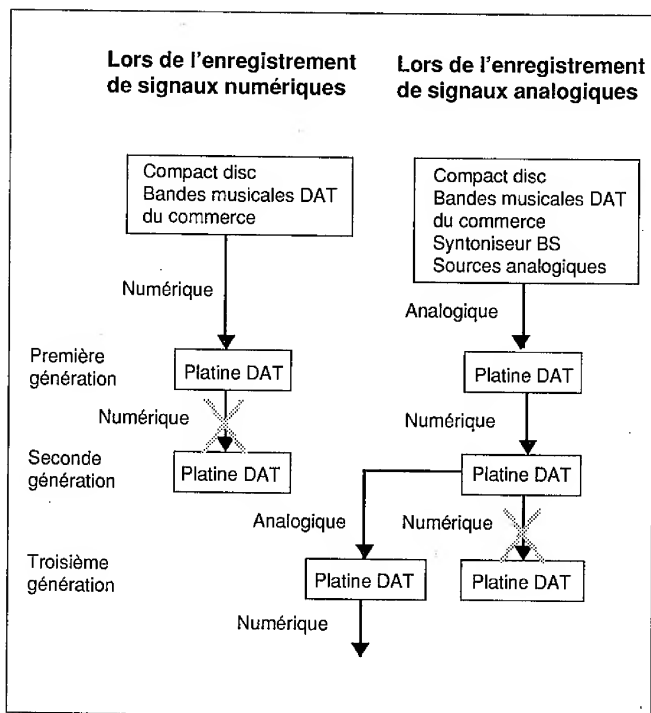 Lors de l'enregistrement
de signaux numériques
Lors de l'enregistrement
de signaux analogiques
Compact disc
Bandes musicales DAT
du commerce
Compact disc
Bandes musicales DAT
du commerce
Syntoniseur BS
Sources analogiques
Numérique
Analogique
Première
génération
Platine DAT
Platine DAT
Numérique
Numérique
Seconde
génération
Platine DAT
Platine DAT
Analogique
Numérique
Troisième
génération
Platine DAT
Platine DAT
Numérique